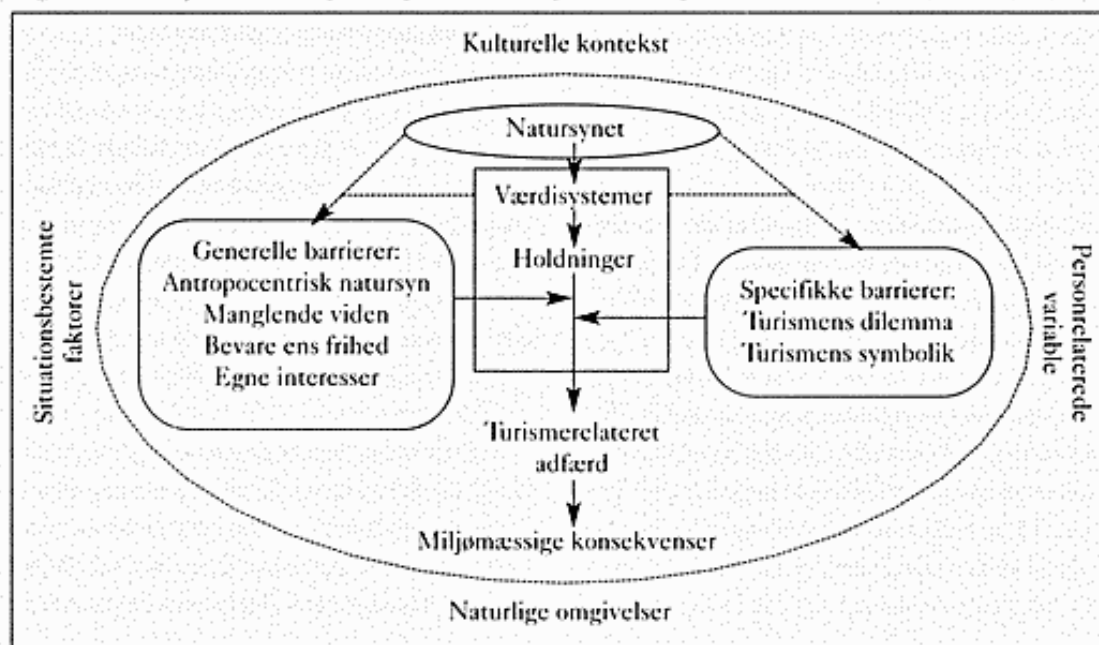 Kulturelle kontekst
Natursynet
Værdisystemer
Holdninger
Generelle barrierer:
Antropocentrisk natursyn
Manglende viden
Bevare ens frihed
Egne interesser
Specifikke barrierer:
Turismens dilemma
Turismens symbolik
Situationsbestemte
faktorer
Personrelaterede
variable
Turismerelateret
adfærd
Miljømæssige konsekvenser
Naturlige omgivelser